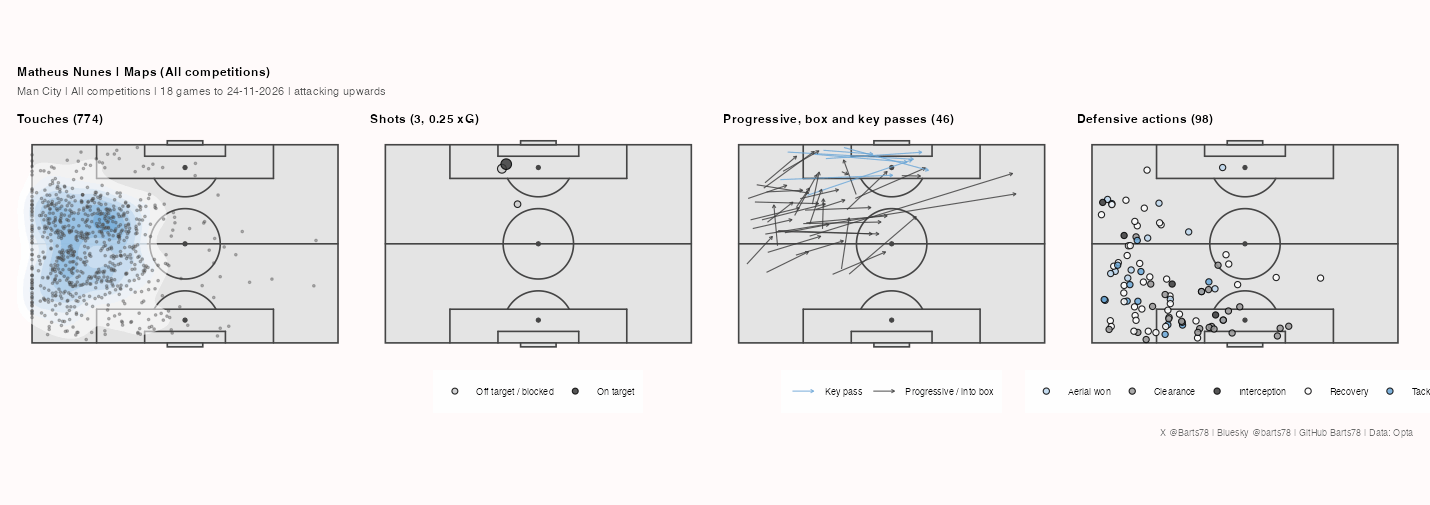 Matheus Nunes | Maps (All competitions)
Man City | All competitions | 18 games to 24-11-2026 | attacking upwards
Touches (774)
Shots (3, 0.25 xG)
Progressive, box and key passes (46)
Defensive actions (98)
Off target / blocked
On target
Key pass
Progressive / into box
Aerial won
Clearance
Interception
Recovery
Tack
X @Barts78 | Bluesky @barts78 | GitHub Barts78 | Data: Opta